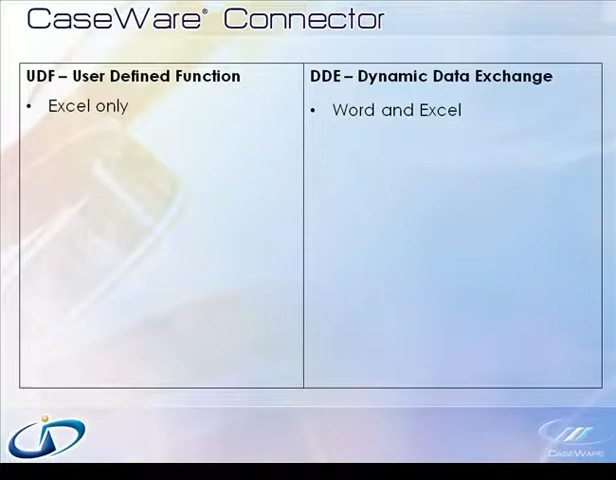 CaseWare® Connector
UDF – User Defined Function
• Excel only
DDE – Dynamic Data Exchange
• Word and Excel
CASEWARE